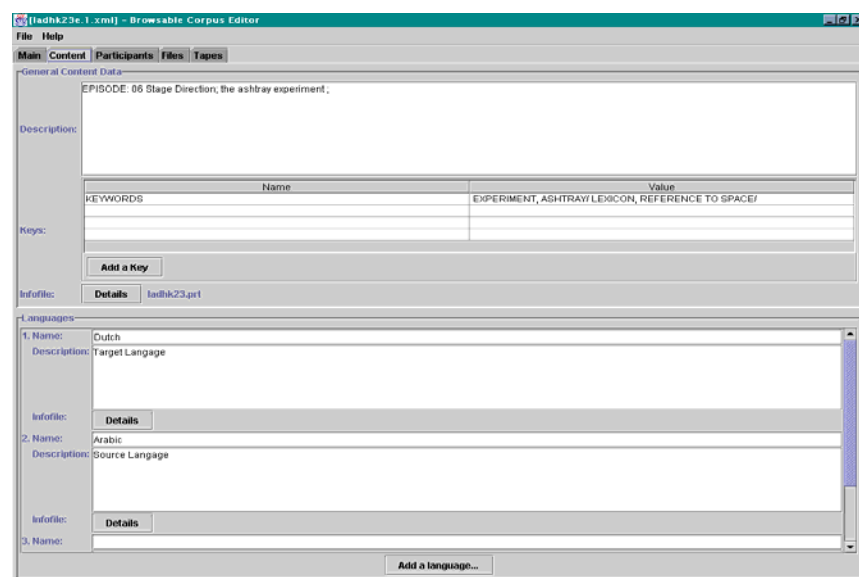 [ladhk23e.1.xml] - Browsable Corpus Editor
File Help
Main Content Participants Files Tapes
General Content Data
Description: EPISODE: 06 Stage Direction; the ashtray experiment ;
Name Value
KEYWORDS EXPERIMENT, ASHTRAY/ LEXICON, REFERENCE TO SPACE/
Keys:
Add a Key
Infofile: Details ladhk23.prt
Languages
1. Name: Dutch
Description: Target Langage
Infofile: Details
2. Name: Arabic
Description: Source Langage
Infofile: Details
3. Name:
Add a language...